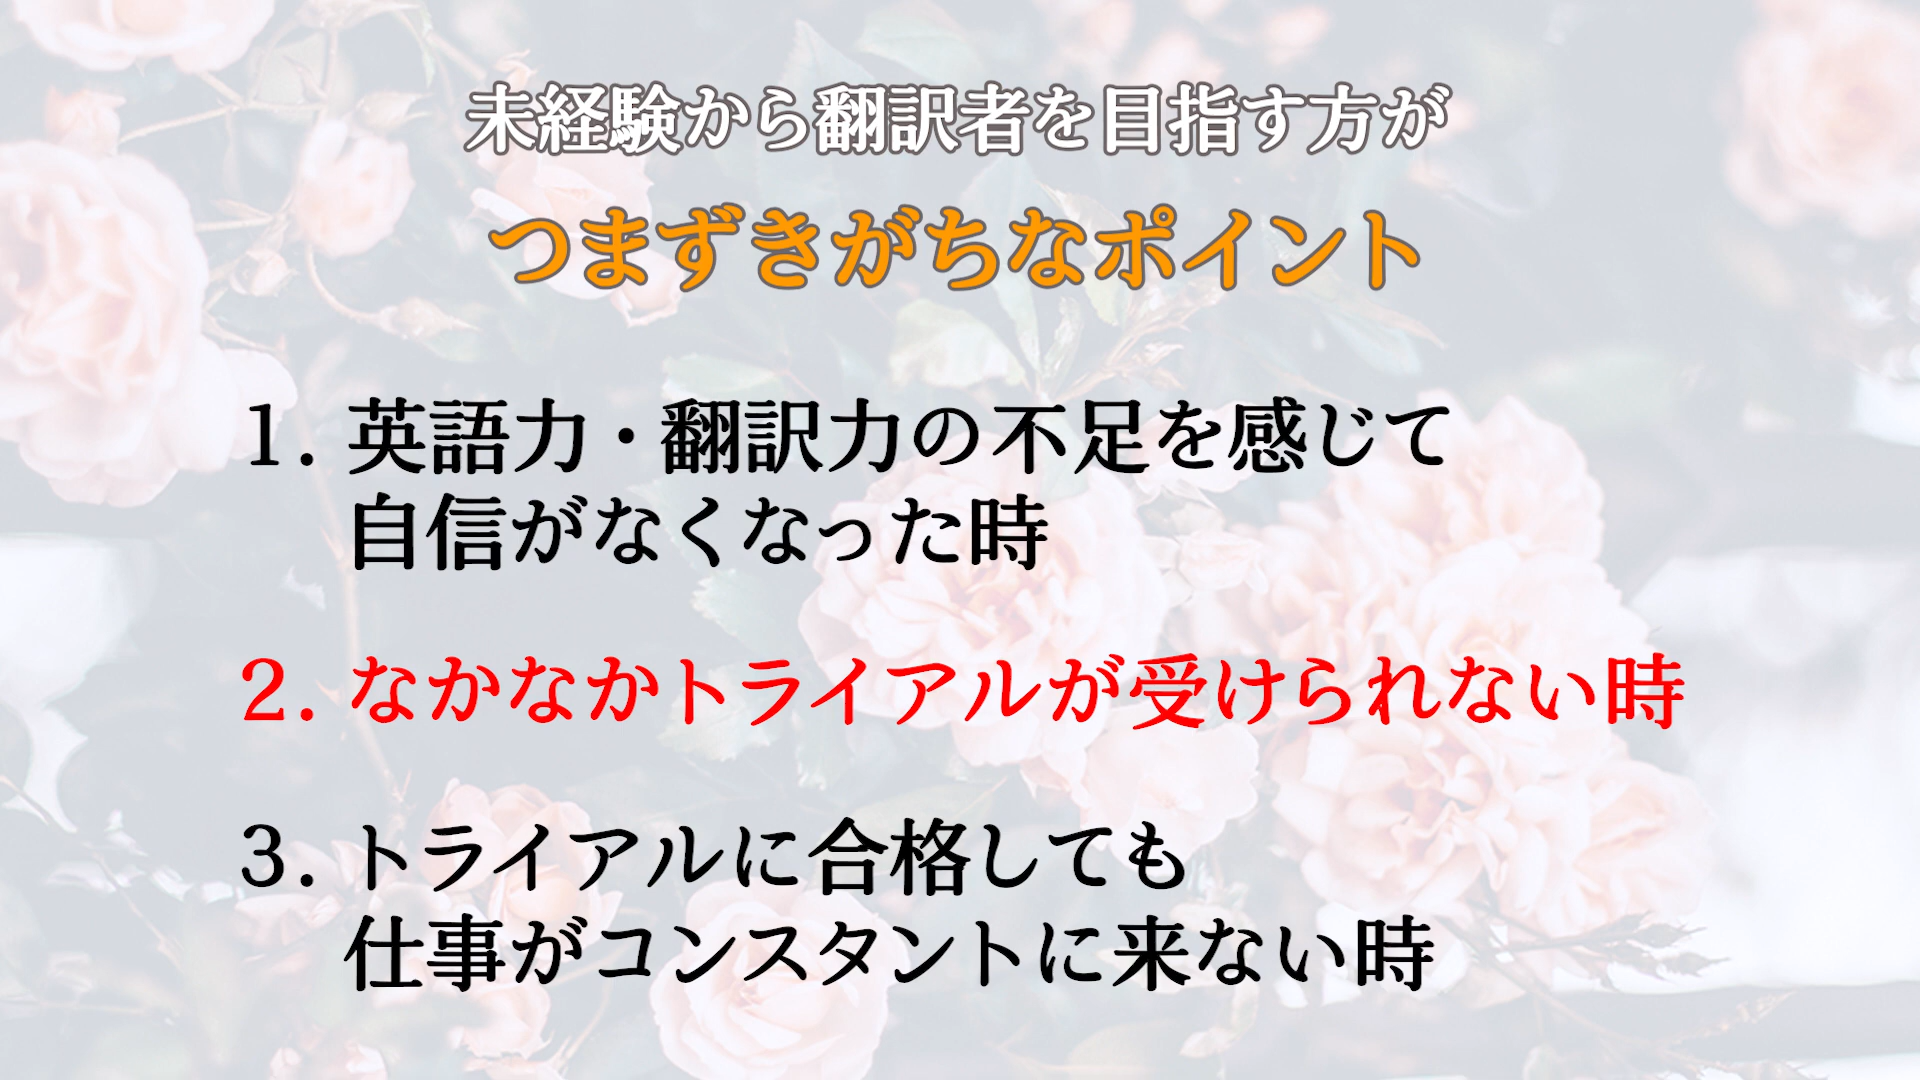 未経験から翻訳者を目指す方が
つまずきがちなポイント
1. 英語力・翻訳力の不足を感じて
自信がなくなった時
2. なかなかトライアルが受けられない時
3. トライアルに合格しても
仕事がコンスタントに来ない時